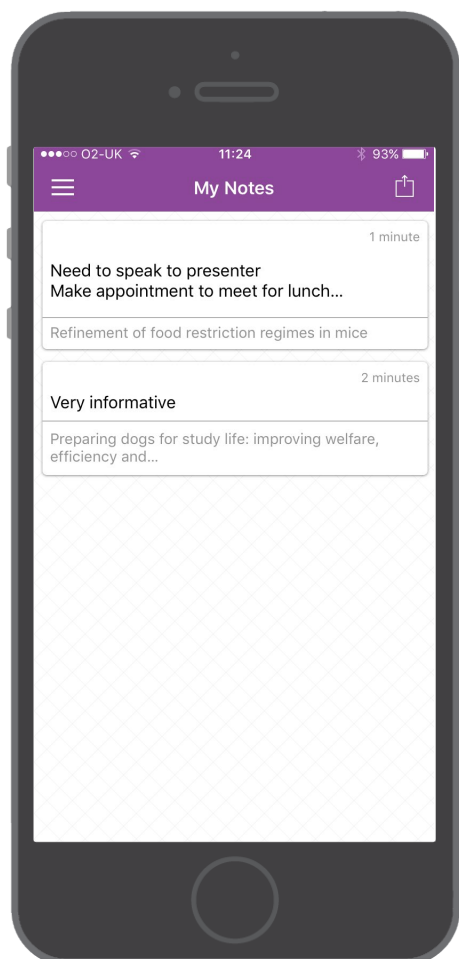 O2-UK 11:24 93%
My Notes
1 minute
Need to speak to presenter
Make appointment to meet for lunch...
Refinement of food restriction regimes in mice
2 minutes
Very informative
Preparing dogs for study life: improving welfare,
efficiency and...